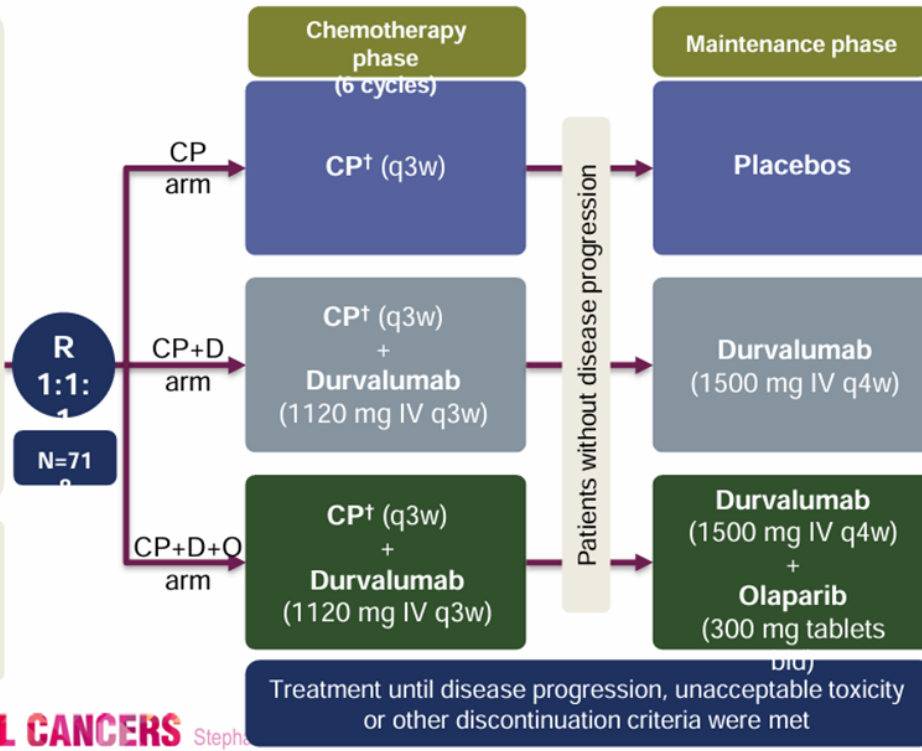 Chemotherapy
phase
(6 cycles)
Maintenance phase
CP
arm
CP† (q3w)
Placebos
R
1:1:
1
N=71
CP+D
arm
CP† (q3w)
+
Durvalumab
(1120 mg IV q3w)
Patients without disease progression
Durvalumab
(1500 mg IV q4w)
CP+D+O
arm
CP† (q3w)
+
Durvalumab
(1120 mg IV q3w)
Durvalumab
(1500 mg IV q4w)
+
Olaparib
(300 mg tablets
bid)
Treatment until disease progression, unacceptable toxicity
or other discontinuation criteria were met
L CANCERS Stepha